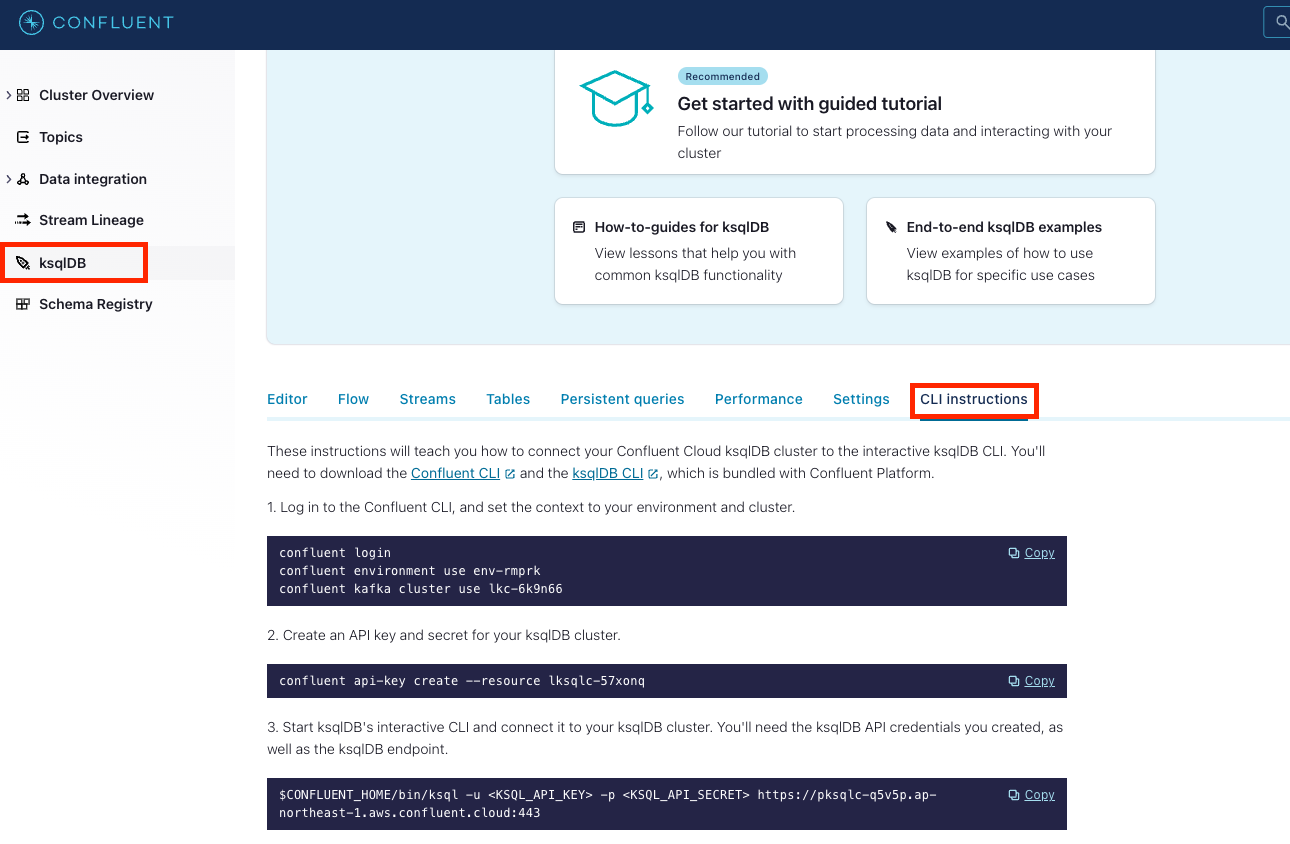 CONFLUENT
Cluster Overview
Topics
Data integration
Stream Lineage
ksqlDB
Schema Registry
Recommended
Get started with guided tutorial
Follow our tutorial to start processing data and interacting with your
cluster
How-to-guides for ksqlDB
View lessons that help you with
common ksqlDB functionality
End-to-end ksqlDB examples
View examples of how to use
ksqlDB for specific use cases
Editor Flow Streams Tables Persistent queries Performance Settings CLI instructions
These instructions will teach you how to connect your Confluent Cloud ksqlDB cluster to the interactive ksqlDB CLI. You'll
need to download the Confluent CLI and the ksqlDB CLI , which is bundled with Confluent Platform.
1. Log in to the Confluent CLI, and set the context to your environment and cluster.
confluent login Copy
confluent environment use env-rmprk
confluent kafka cluster use lkc-6k9n66
2. Create an API key and secret for your ksqlDB cluster.
confluent api-key create --resource lksqlc-57xonq Copy
3. Start ksqlDB's interactive CLI and connect it to your ksqlDB cluster. You'll need the ksqlDB API credentials you created, as
well as the ksqlDB endpoint.
$CONFLUENT_HOME/bin/ksql -u <KSQL_API_KEY> -p <KSQL_API_SECRET> https://pksqlc-q5v5p.ap- Copy
northeast-1.aws.confluent.cloud:443